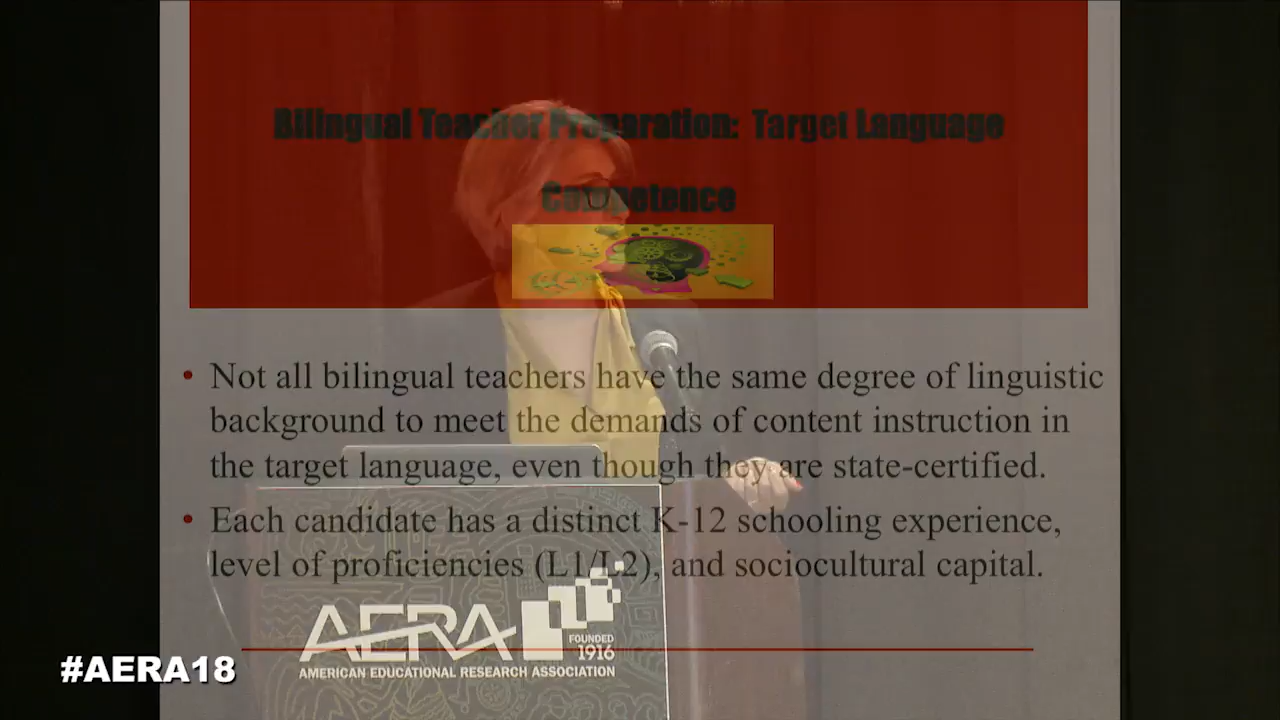 Bilingual Teacher Preparation: Target Language
Competence
• Not all bilingual teachers have the same degree of linguistic
background to meet the demands of content instruction in
the target language, even though they are state-certified.
• Each candidate has a distinct K-12 schooling experience,
level of proficiencies (L1/L2), and sociocultural capital.
AERA
FOUNDED
1916
AMERICAN EDUCATIONAL RESEARCH ASSOCIATION
#AERA18